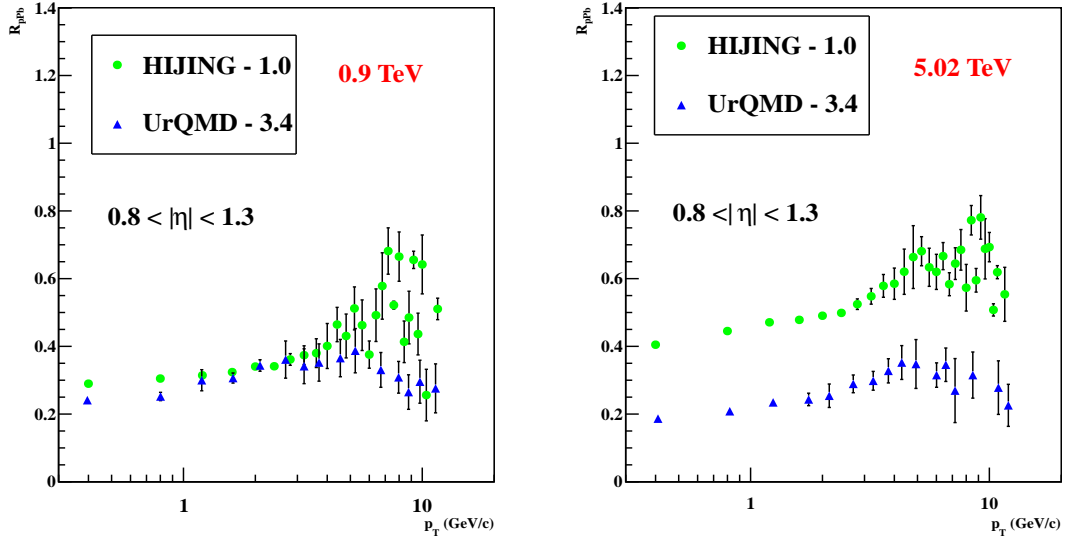 R_pPb
1.4
1.2
1
0.8
0.6
0.4
0.2
0
HIJING - 1.0
UrQMD - 3.4
0.9 TeV
0.8 < |η| < 1.3
1
10
p_T (GeV/c)
R_pPb
1.4
1.2
1
0.8
0.6
0.4
0.2
0
HIJING - 1.0
UrQMD - 3.4
5.02 TeV
0.8 <| η| < 1.3
1
10
p_T (GeV/c)